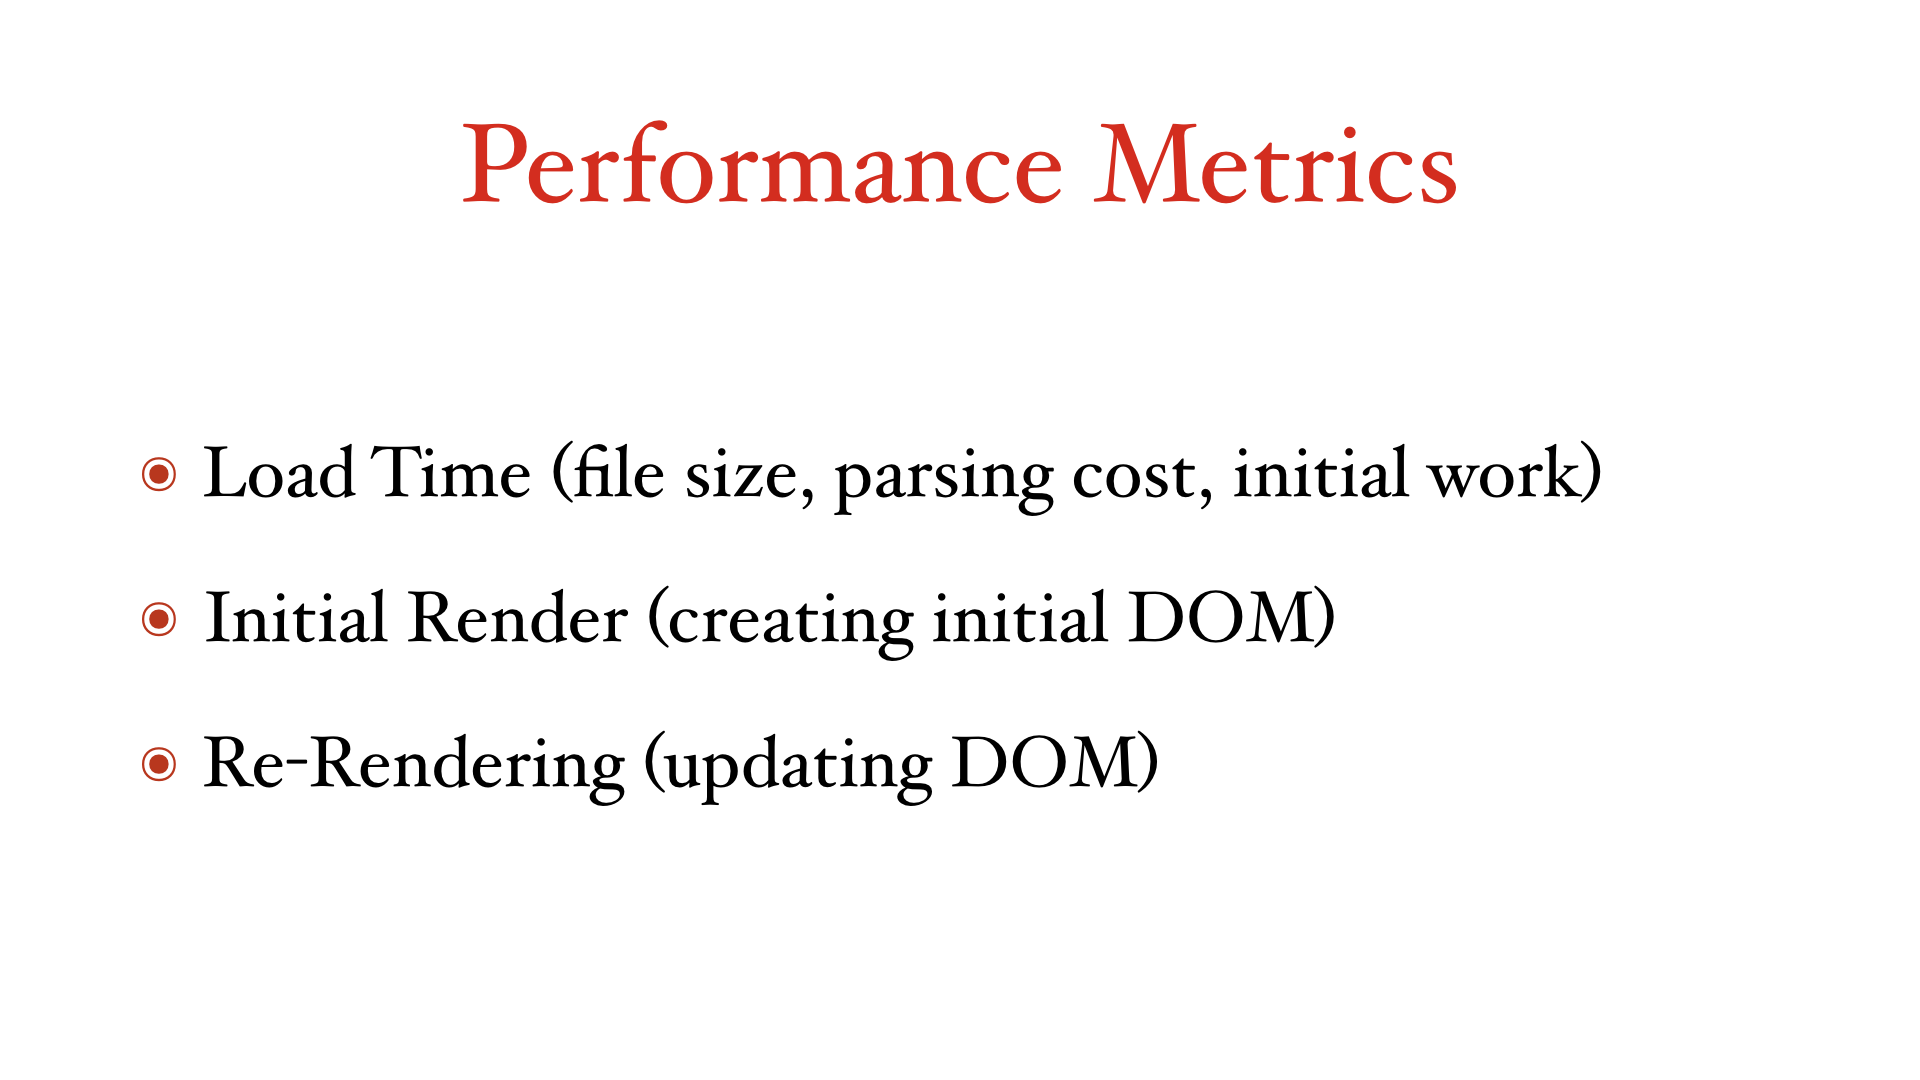 Performance Metrics
Load Time (file size, parsing cost, initial work)
Initial Render (creating initial DOM)
Re-Rendering (updating DOM)